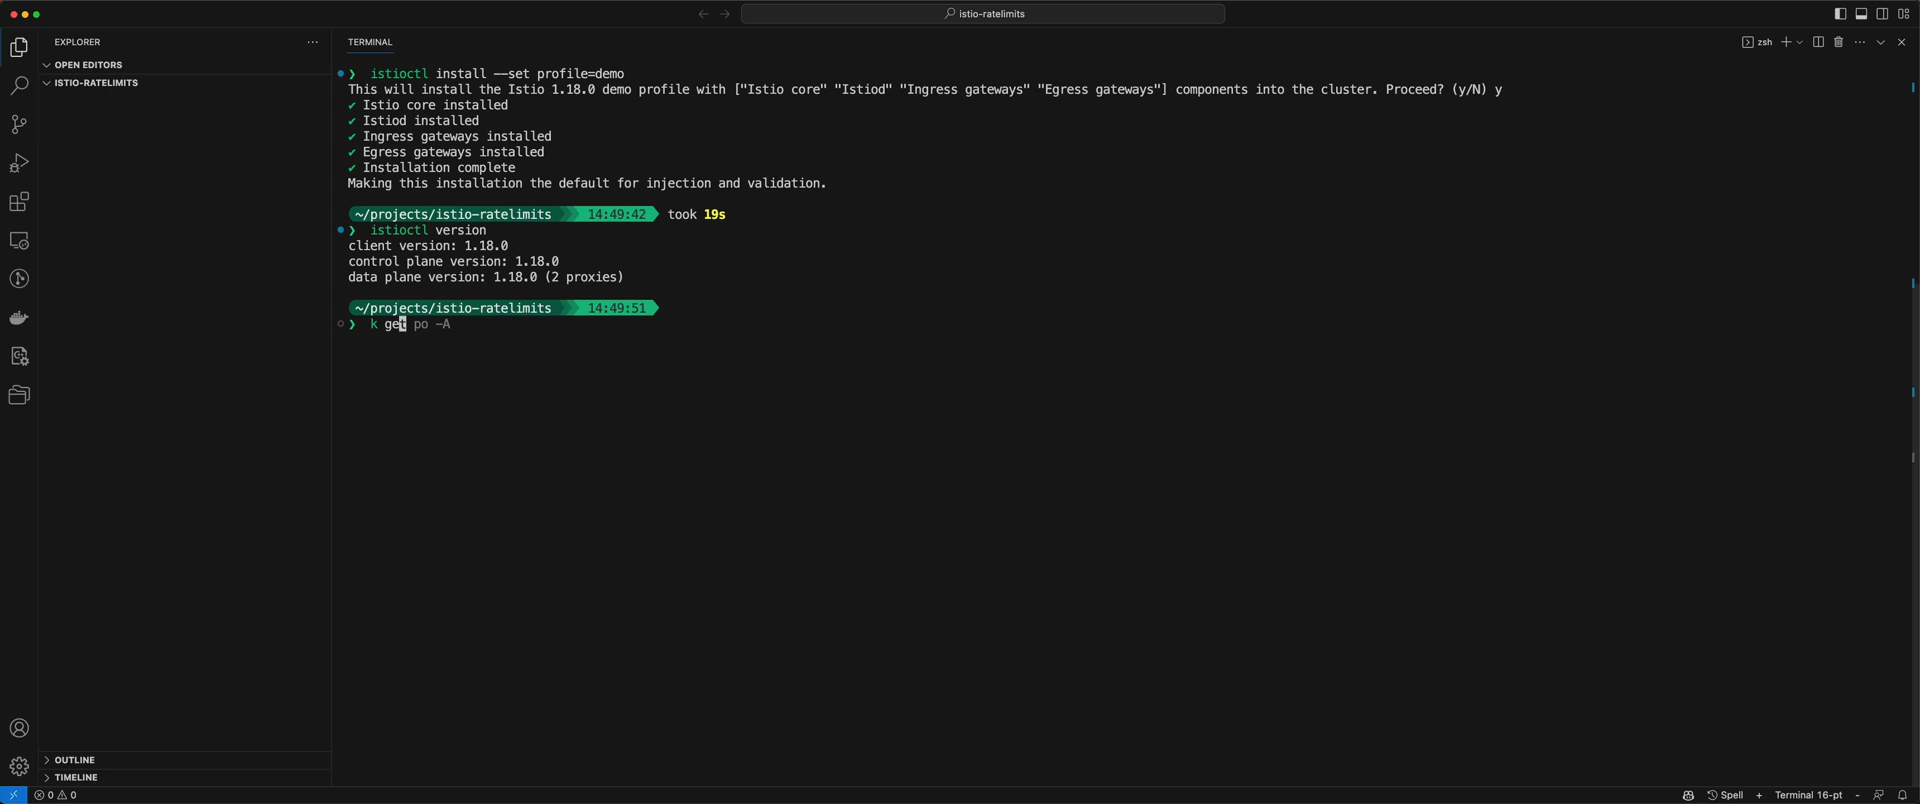 istio-ratelimits
EXPLORER
OPEN EDITORS
ISTIO-RATELIMITS
OUTLINE
TIMELINE
TERMINAL
zsh
❯ istioctl install --set profile=demo
This will install the Istio 1.18.0 demo profile with ["Istio core" "Istiod" "Ingress gateways" "Egress gateways"] components into the cluster. Proceed? (y/N) y
✔ Istio core installed
✔ Istiod installed
✔ Ingress gateways installed
✔ Egress gateways installed
✔ Installation complete
Making this installation the default for injection and validation.
~/projects/istio-ratelimits 14:49:42 took 19s
❯ istioctl version
client version: 1.18.0
control plane version: 1.18.0
data plane version: 1.18.0 (2 proxies)
~/projects/istio-ratelimits 14:49:51
❯ k get po -A
0 0
Spell + Terminal 16-pt -